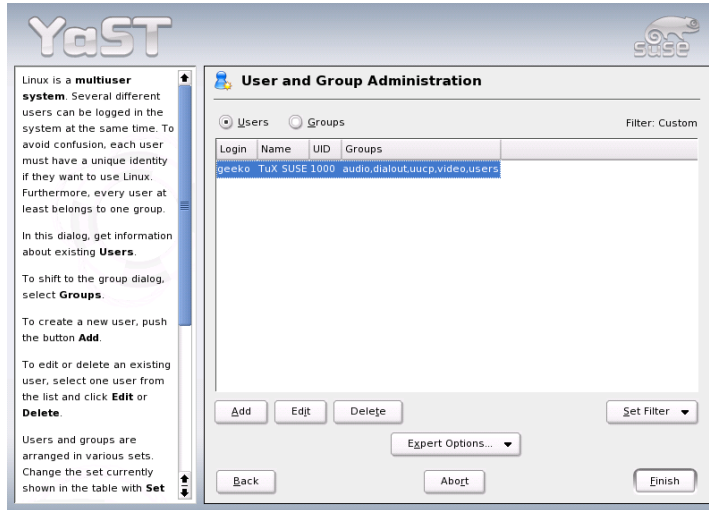 YaST
SUSE
Linux is a multiuser
system. Several different
users can be logged in the
system at the same time. To
avoid confusion, each user
must have a unique identity
if they want to use Linux.
Furthermore, every user at
least belongs to one group.
In this dialog, get information
about existing Users.
To shift to the group dialog,
select Groups.
To create a new user, push
the button Add.
To edit or delete an existing
user, select one user from
the list and click Edit or
Delete.
Users and groups are
arranged in various sets.
Change the set currently
shown in the table with Set
User and Group Administration
Users Groups Filter: Custom
Login Name UID Groups
geeko TuX SUSE 1000 audio,dialout,uucp,video,users
Add Edit Delete Set Filter
Expert Options...
Back Abort Finish